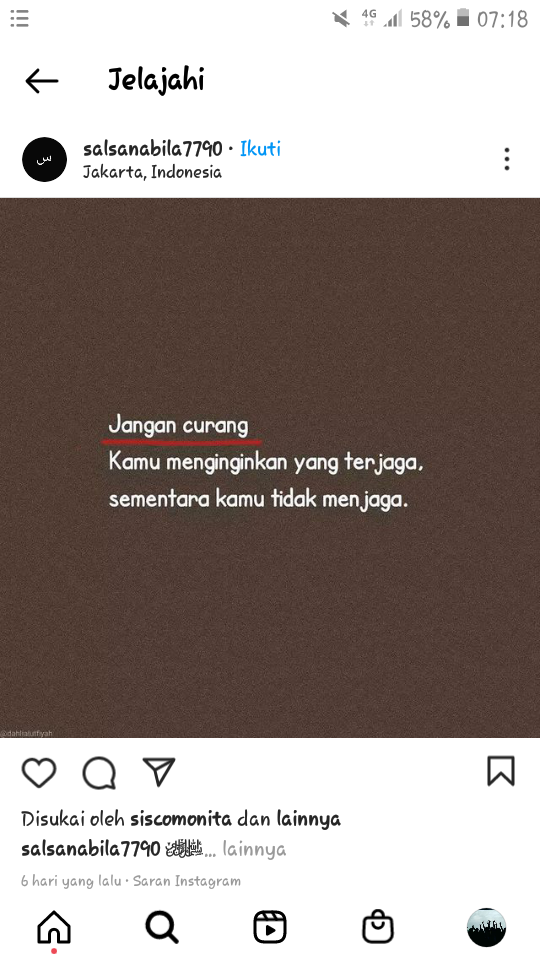 4G 58% 07:18
Jelajahi
س
salsanabila7790 · Ikuti
Jakarta, Indonesia
Jangan curang
Kamu menginginkan yang terjaga,
sementara kamu tidak menjaga.
@dahlialutfiyah
Disukai oleh siscomonita dan lainnya
salsanabila7790 ... lainnya
6 hari yang lalu · Saran Instagram